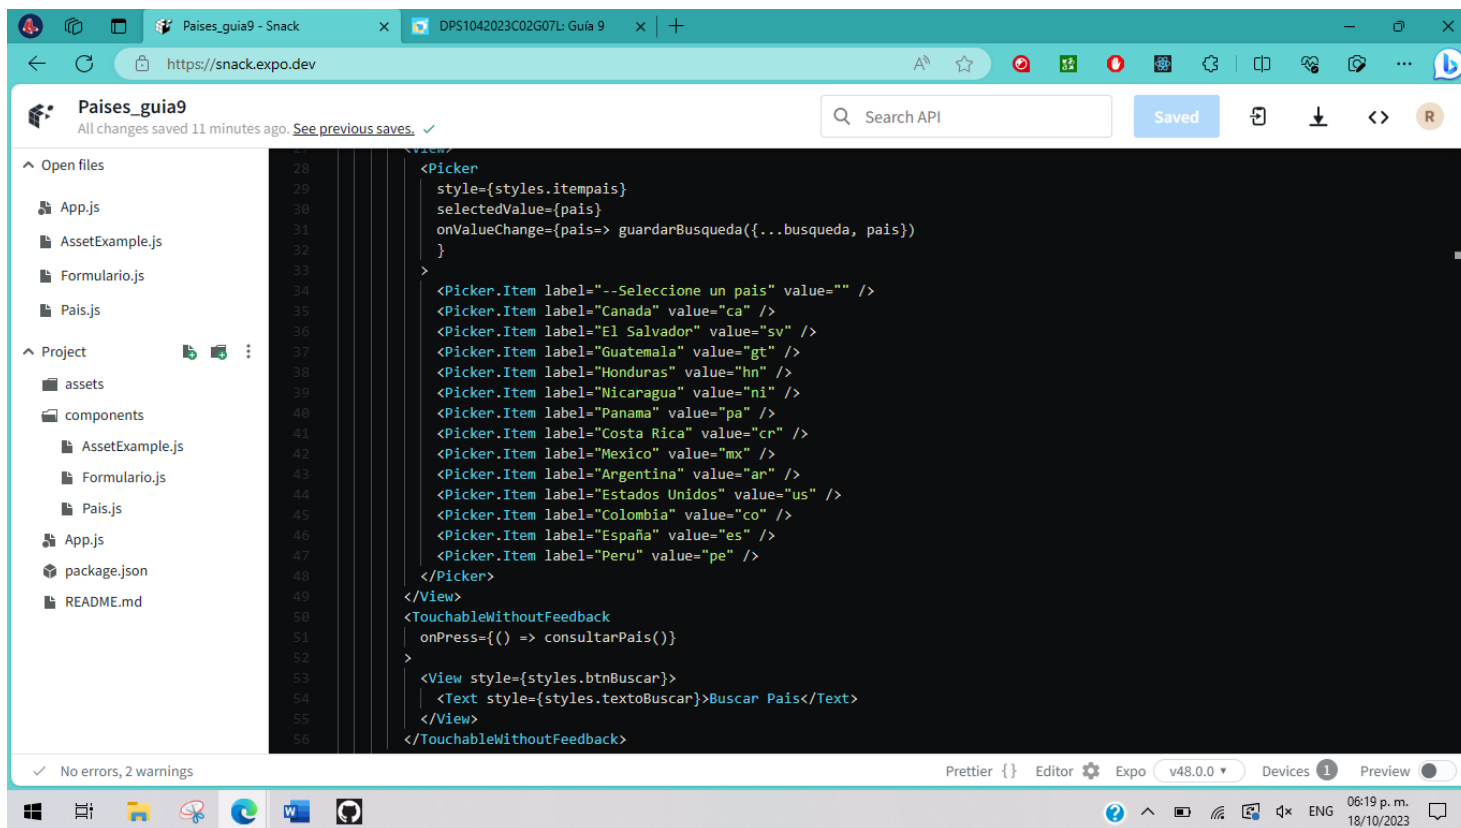 Paises_guia9 - Snack
DPS1042023C02G07L: Guía 9
https://snack.expo.dev
Paises_guia9
All changes saved 11 minutes ago. See previous saves.
Search API
Saved
R
Open files
App.js
AssetExample.js
Formulario.js
Pais.js
Project
assets
components
AssetExample.js
Formulario.js
Pais.js
App.js
package.json
README.md
27 <View>
28 <Picker
29 style={styles.itempais}
30 selectedValue={pais}
31 onValueChange={pais=> guardarBusqueda({...busqueda, pais})
32 }
33 >
34 <Picker.Item label="--Seleccione un pais" value="" />
35 <Picker.Item label="Canada" value="ca" />
36 <Picker.Item label="El Salvador" value="sv" />
37 <Picker.Item label="Guatemala" value="gt" />
38 <Picker.Item label="Honduras" value="hn" />
39 <Picker.Item label="Nicaragua" value="ni" />
40 <Picker.Item label="Panama" value="pa" />
41 <Picker.Item label="Costa Rica" value="cr" />
42 <Picker.Item label="Mexico" value="mx" />
43 <Picker.Item label="Argentina" value="ar" />
44 <Picker.Item label="Estados Unidos" value="us" />
45 <Picker.Item label="Colombia" value="co" />
46 <Picker.Item label="España" value="es" />
47 <Picker.Item label="Peru" value="pe" />
48 </Picker>
49 </View>
50 <TouchableWithoutFeedback
51 onPress={() => consultarPais()}
52 >
53 <View style={styles.btnBuscar}>
54 <Text style={styles.textoBuscar}>Buscar Pais</Text>
55 </View>
56 </TouchableWithoutFeedback>
No errors, 2 warnings
Prettier { } Editor Expo v48.0.0 Devices 1 Preview
ENG
06:19 p. m.
18/10/2023